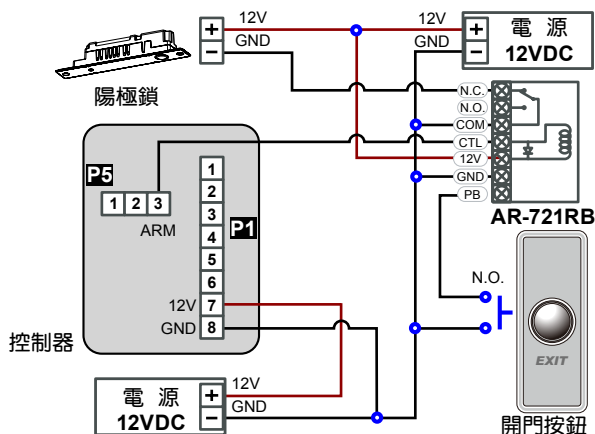 12V
+
GND
−
陽極鎖
12V
+
GND
−
電 源
12VDC
N.C.
N.O.
COM
CTL
12V
GND
PB
AR-721RB
P5
1 2 3
ARM
1
2
3
4
5
6
12V 7
GND 8
P1
控制器
電 源
12VDC
+
12V
−
GND
N.O.
EXIT
開門按鈕